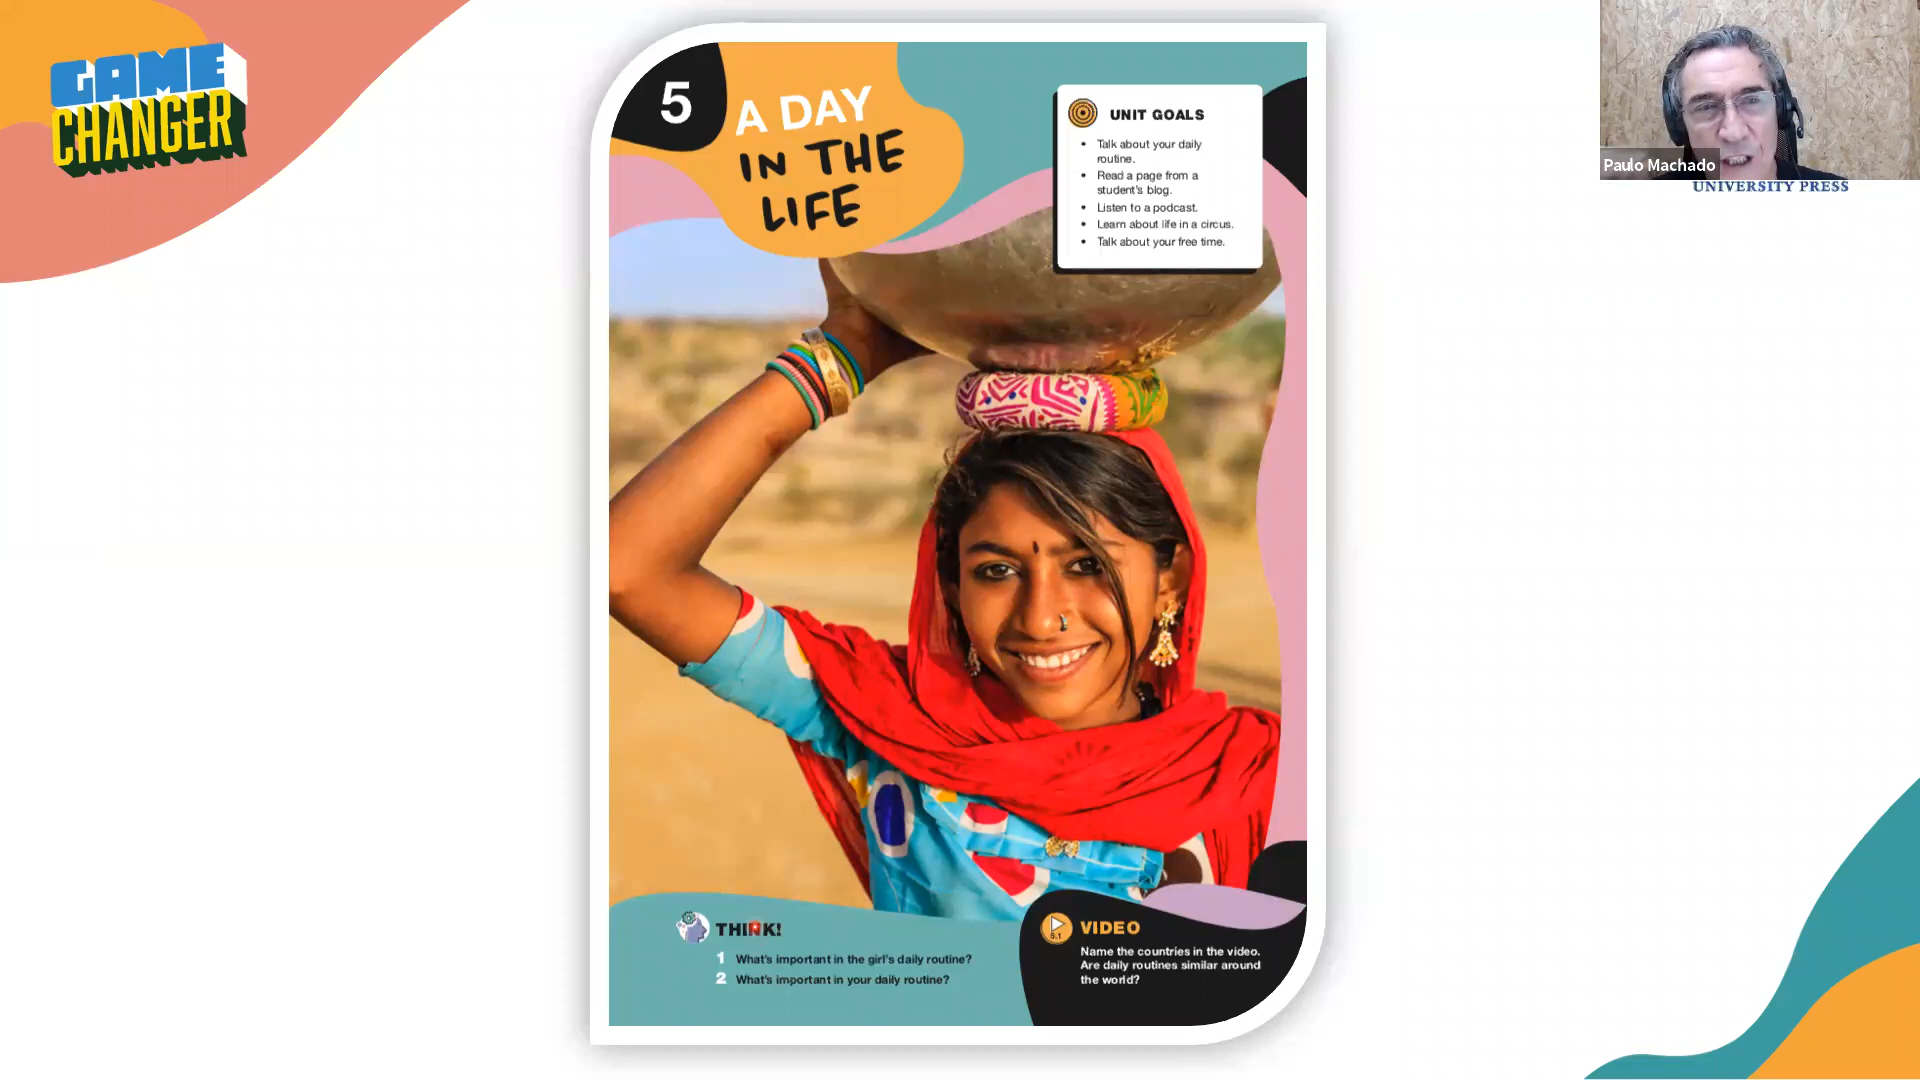 GAME
CHANGER
5
A DAY
IN THE
LIFE
UNIT GOALS
• Talk about your daily
routine.
• Read a page from a
student's blog.
• Listen to a podcast.
• Learn about life in a circus.
• Talk about your free time.
Paulo Machado
UNIVERSITY PRESS
THINK!
1 What's important in the girl's daily routine?
2 What's important in your daily routine?
5.1
VIDEO
Name the countries in the video.
Are daily routines similar around
the world?